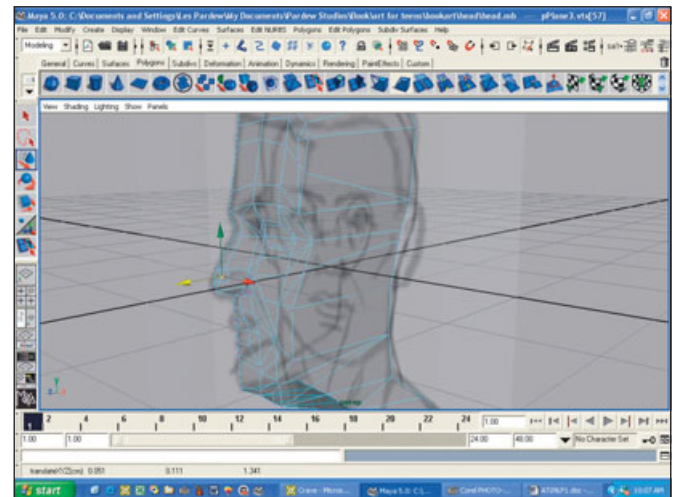 Maya 5.0: C:\Documents and Settings\Les Pardew\My Documents\Pardew Studios\Book\art for teens\bookart\head\head.mb --- pPlane3.vtx[57]
File Edit Modify Create Display Window Edit Curves Surfaces Edit NURBS Polygons Edit Polygons Subdiv Surfaces Help
Modeling
General Curves Surfaces Polygons Subdivs Deformation Animation Dynamics Rendering PaintEffects Custom
View Shading Lighting Show Panels
persp
2 4 6 8 10 12 14 16 18 20 22 24 1.00
1.00 1.00 24.00 48.00 No Character Set
translateXYZ(cm) 0.051 0.111 1.341
start Maya 5.0: C:\... Corel PHOTO-... 10:07 AM